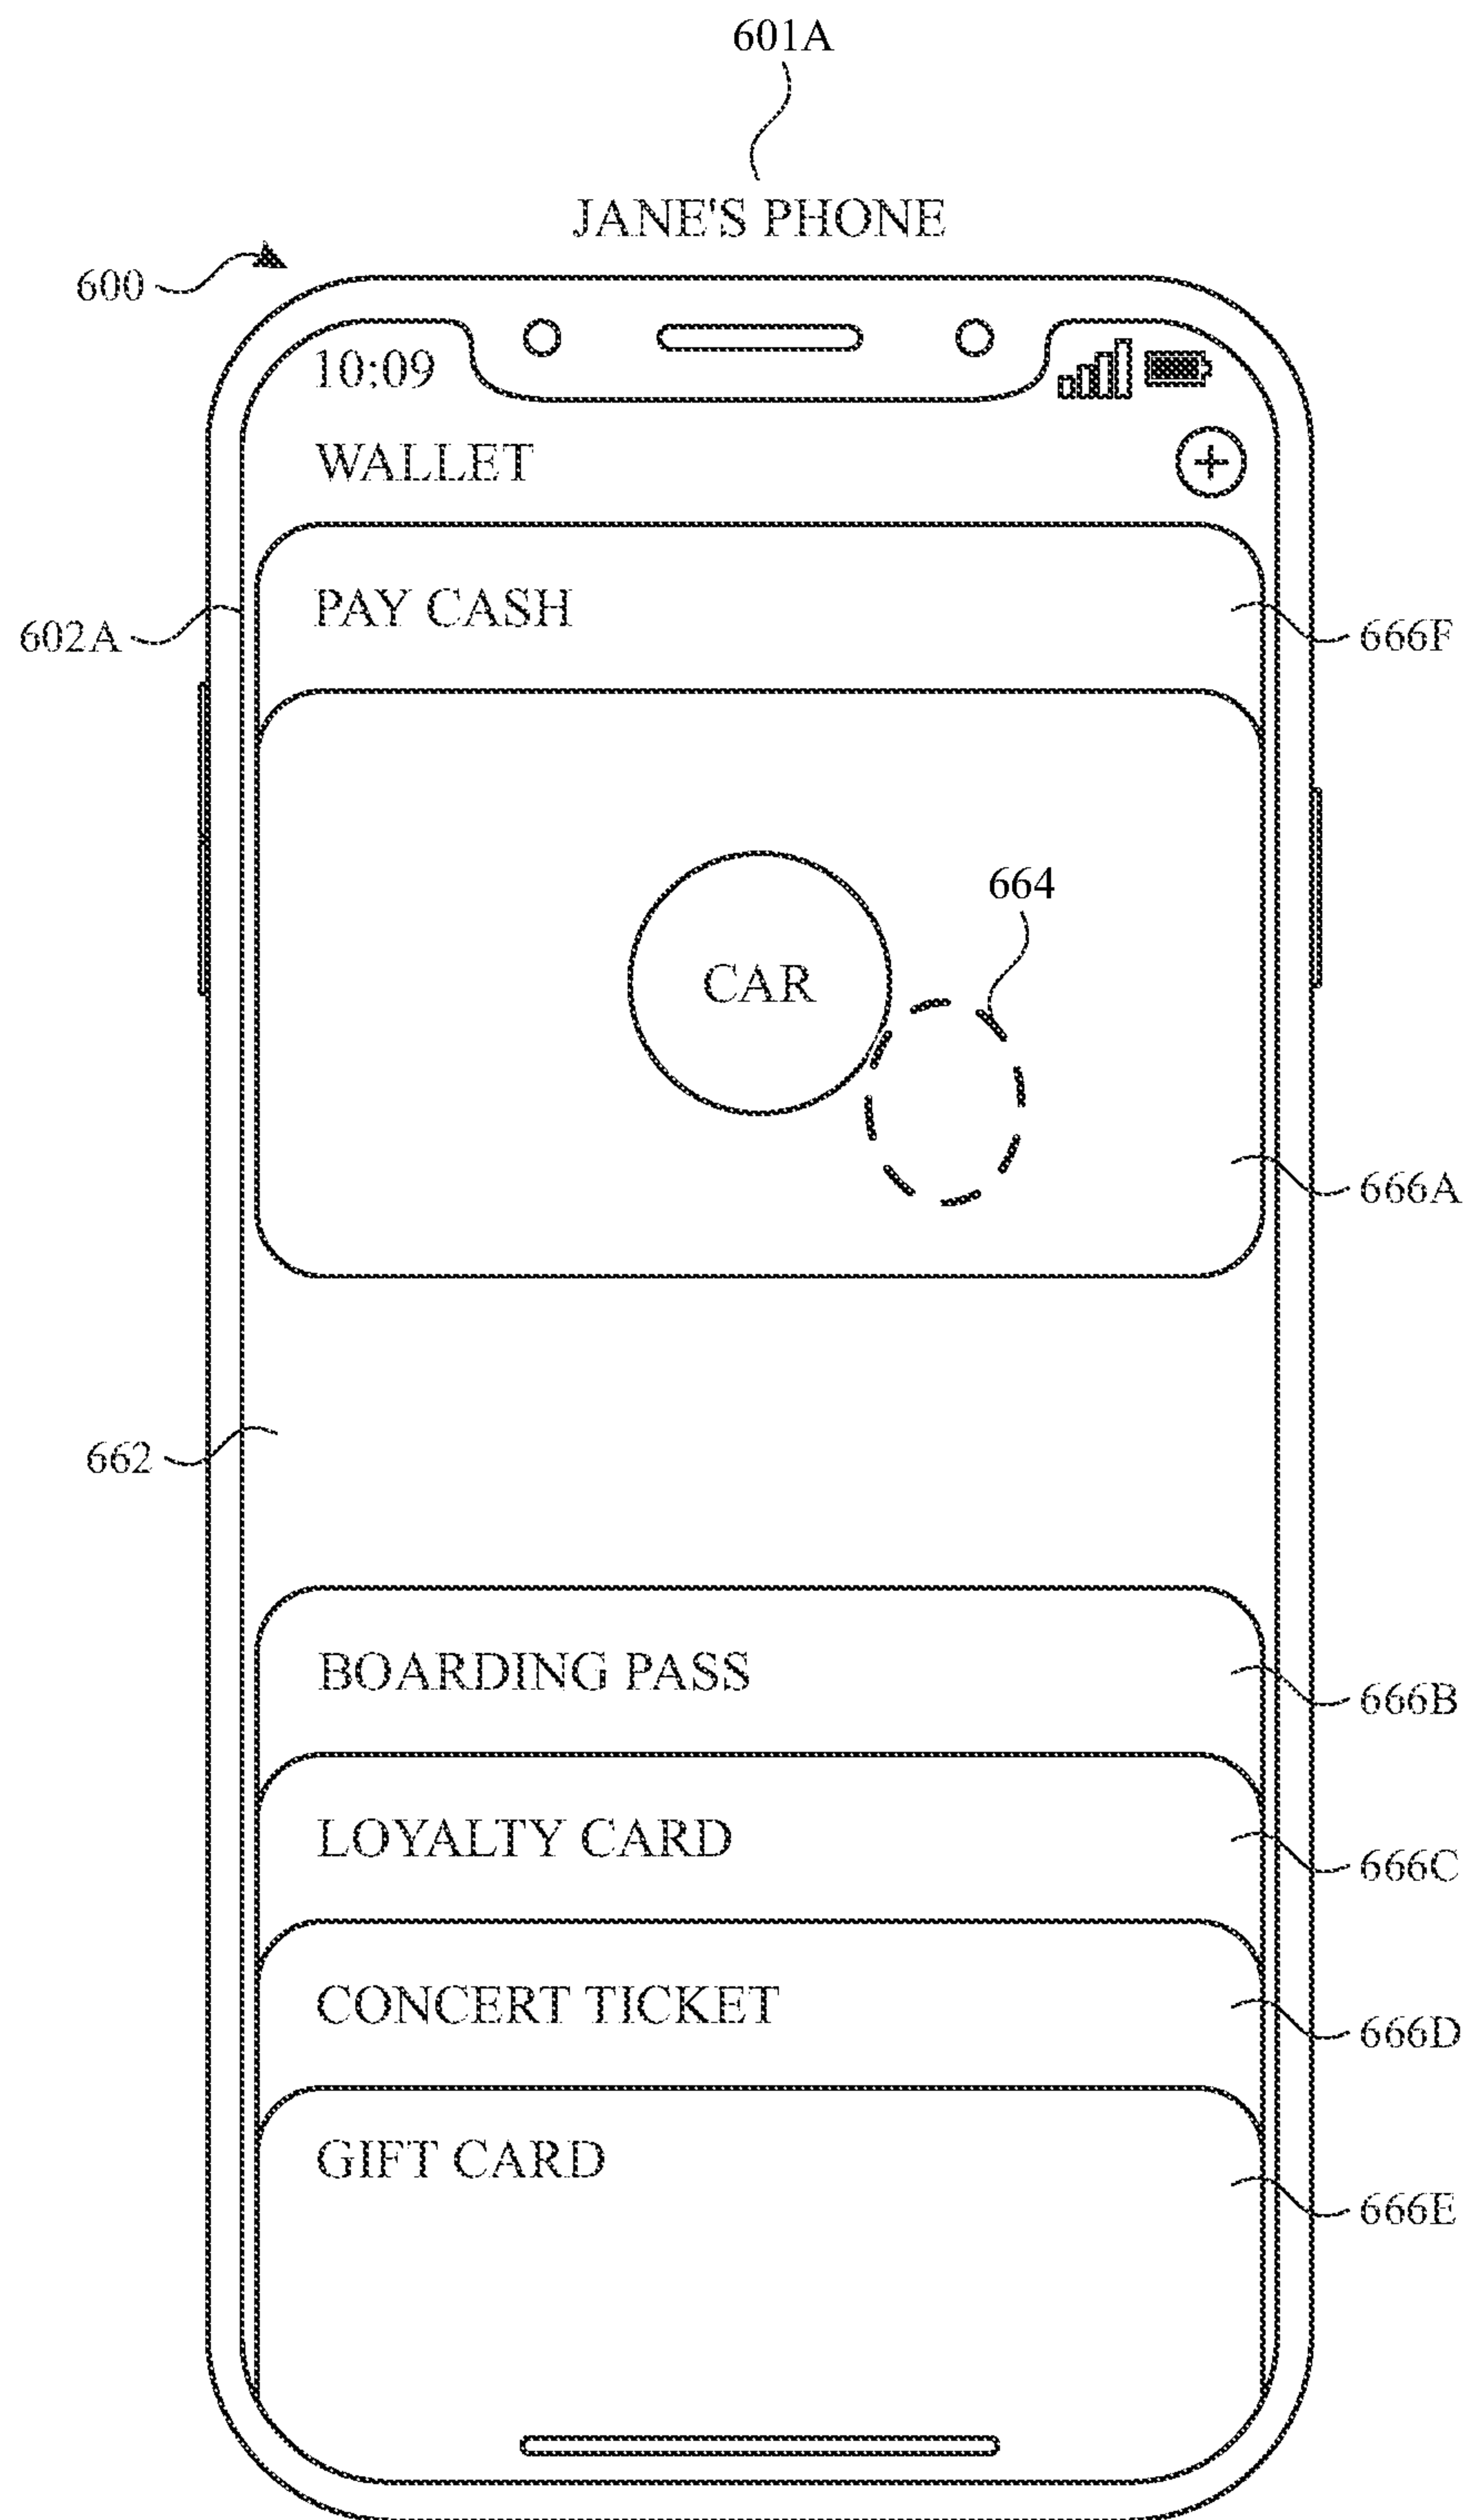 601A
JANE'S PHONE
600
10:09
WALLET
PAY CASH
602A
666F
664
CAR
666A
662
BOARDING PASS
666B
LOYALTY CARD
666C
CONCERT TICKET
666D
GIFT CARD
666E